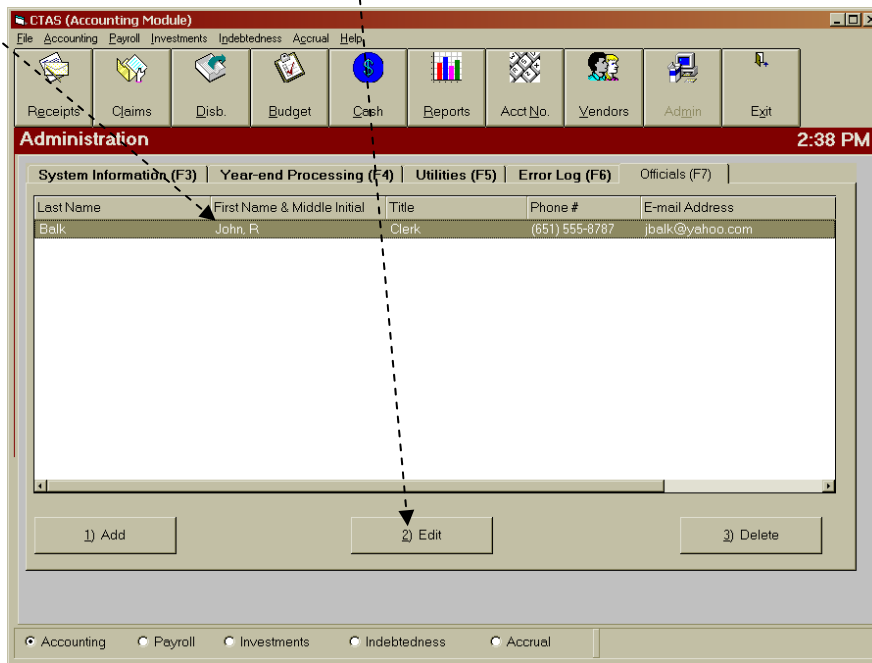 CTAS (Accounting Module)
File Accounting Payroll Investments Indebtedness Accrual Help
Receipts Claims Disb. Budget Cash Reports Acct No. Vendors Admin Exit
Administration 2:38 PM
System Information (F3) Year-end Processing (F4) Utilities (F5) Error Log (F6) Officials (F7)
Last Name First Name & Middle Initial Title Phone # E-mail Address
Balk John, R Clerk (651) 555-8787 jbalk@yahoo.com
1) Add 2) Edit 3) Delete
Accounting Payroll Investments Indebtedness Accrual